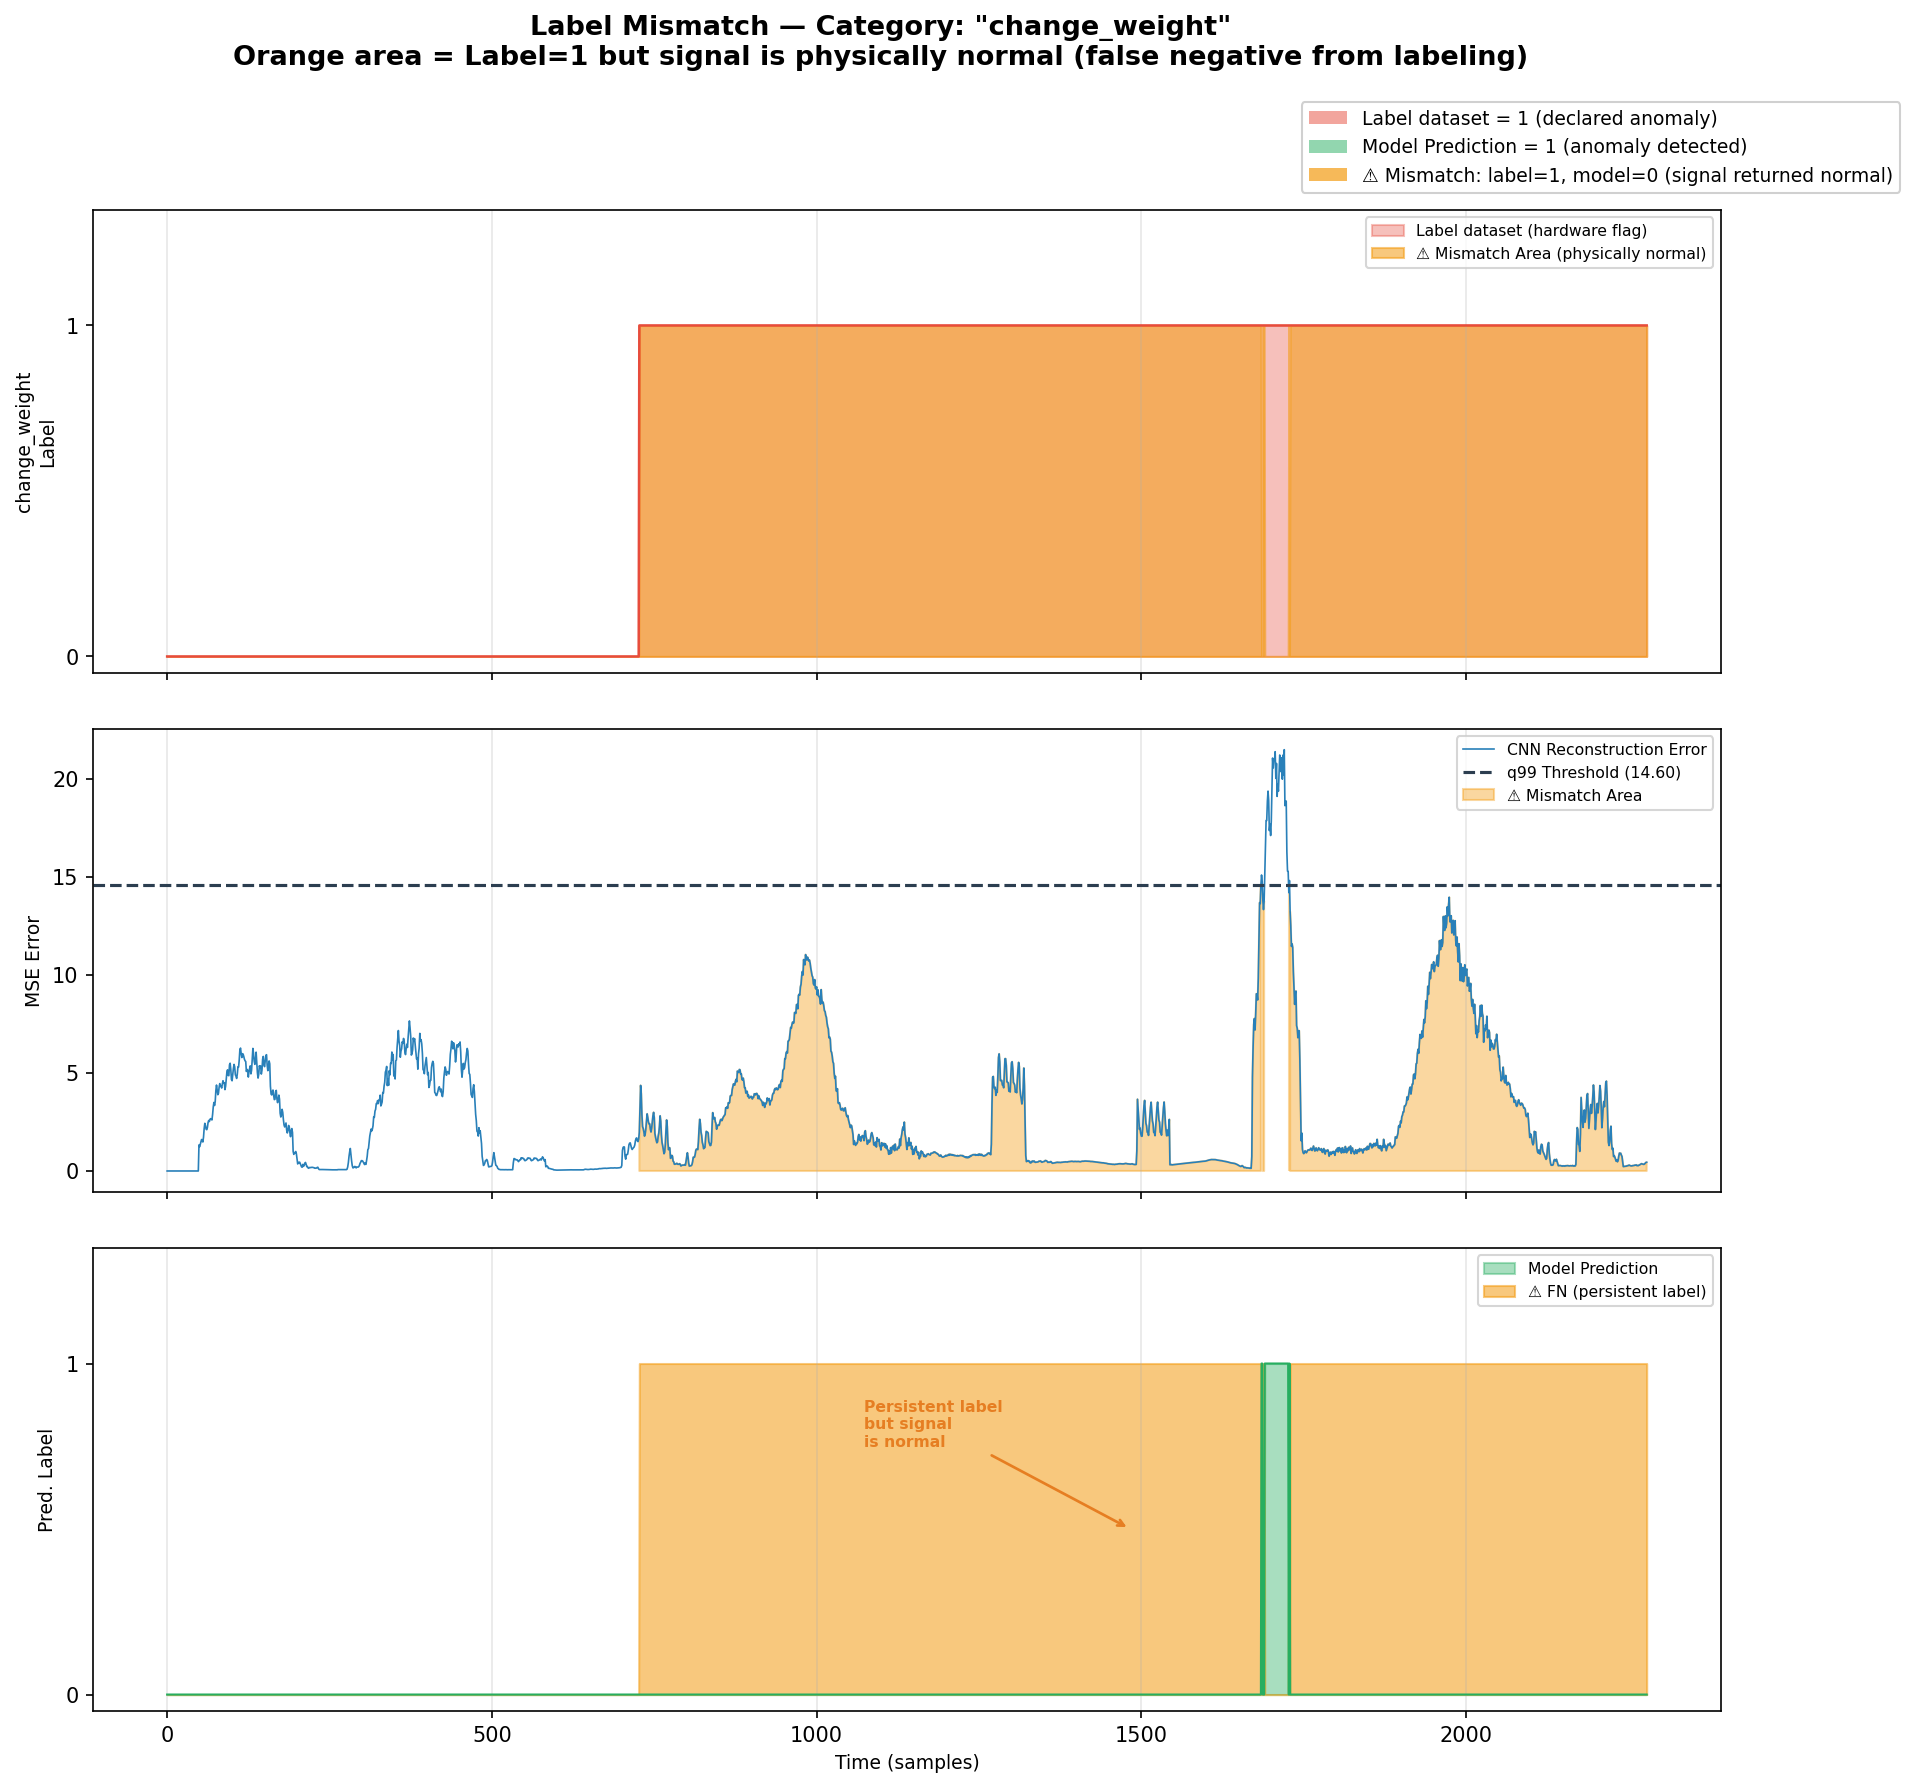 Label Mismatch — Category: "change_weight"
Orange area = Label=1 but signal is physically normal (false negative from labeling)
Label dataset = 1 (declared anomaly)
Model Prediction = 1 (anomaly detected)
⚠ Mismatch: label=1, model=0 (signal returned normal)
Label dataset (hardware flag)
⚠ Mismatch Area (physically normal)
1
0
change_weight
Label
CNN Reconstruction Error
q99 Threshold (14.60)
⚠ Mismatch Area
20
15
10
5
0
MSE Error
Model Prediction
⚠ FN (persistent label)
1
0
Pred. Label
Persistent label
but signal
is normal
0 500 1000 1500 2000
Time (samples)